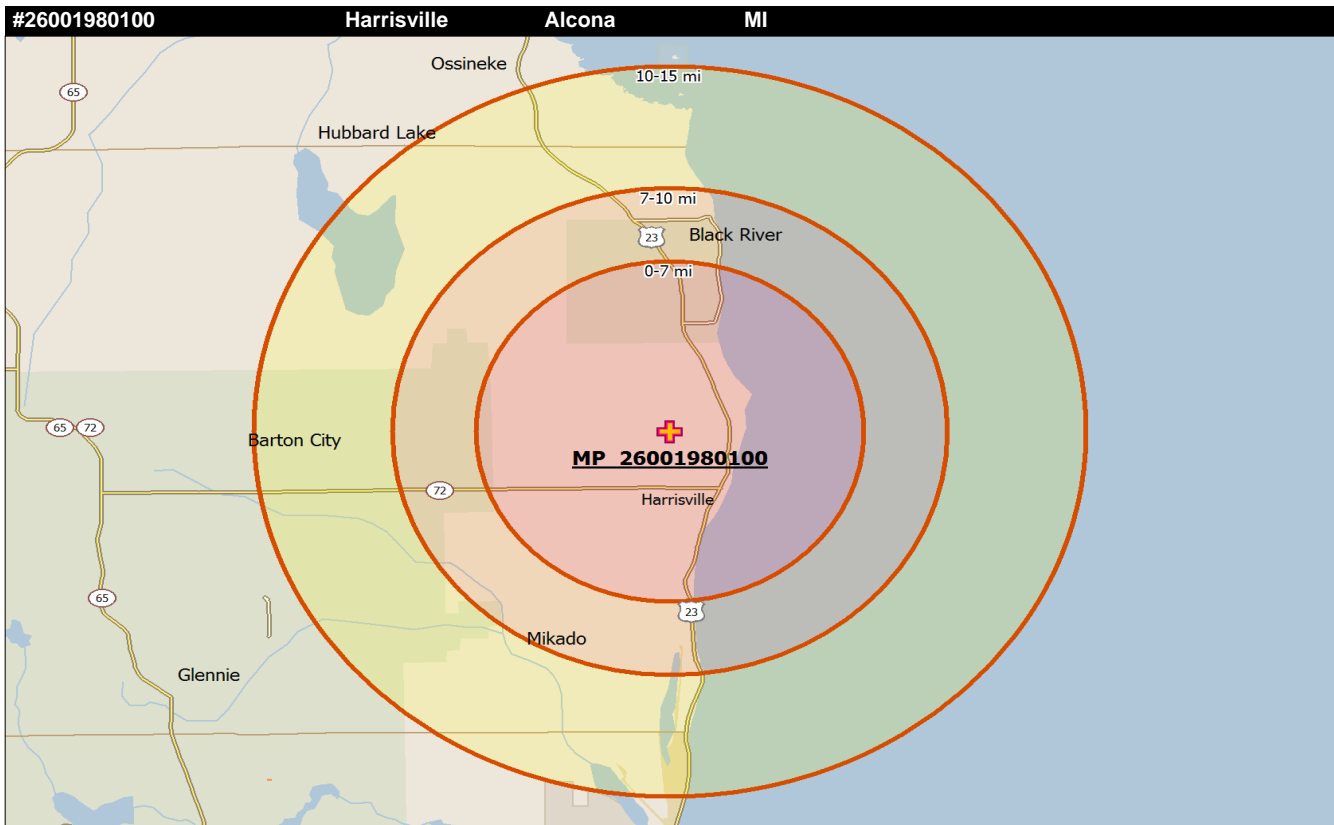 #26001980100 Harrisville Alcona MI
Ossineke
10-15 mi
65
Hubbard Lake
7-10 mi
23
Black River
0-7 mi
65
72
Barton City
MP 26001980100
72
Harrisville
65
23
Mikado
Glennie